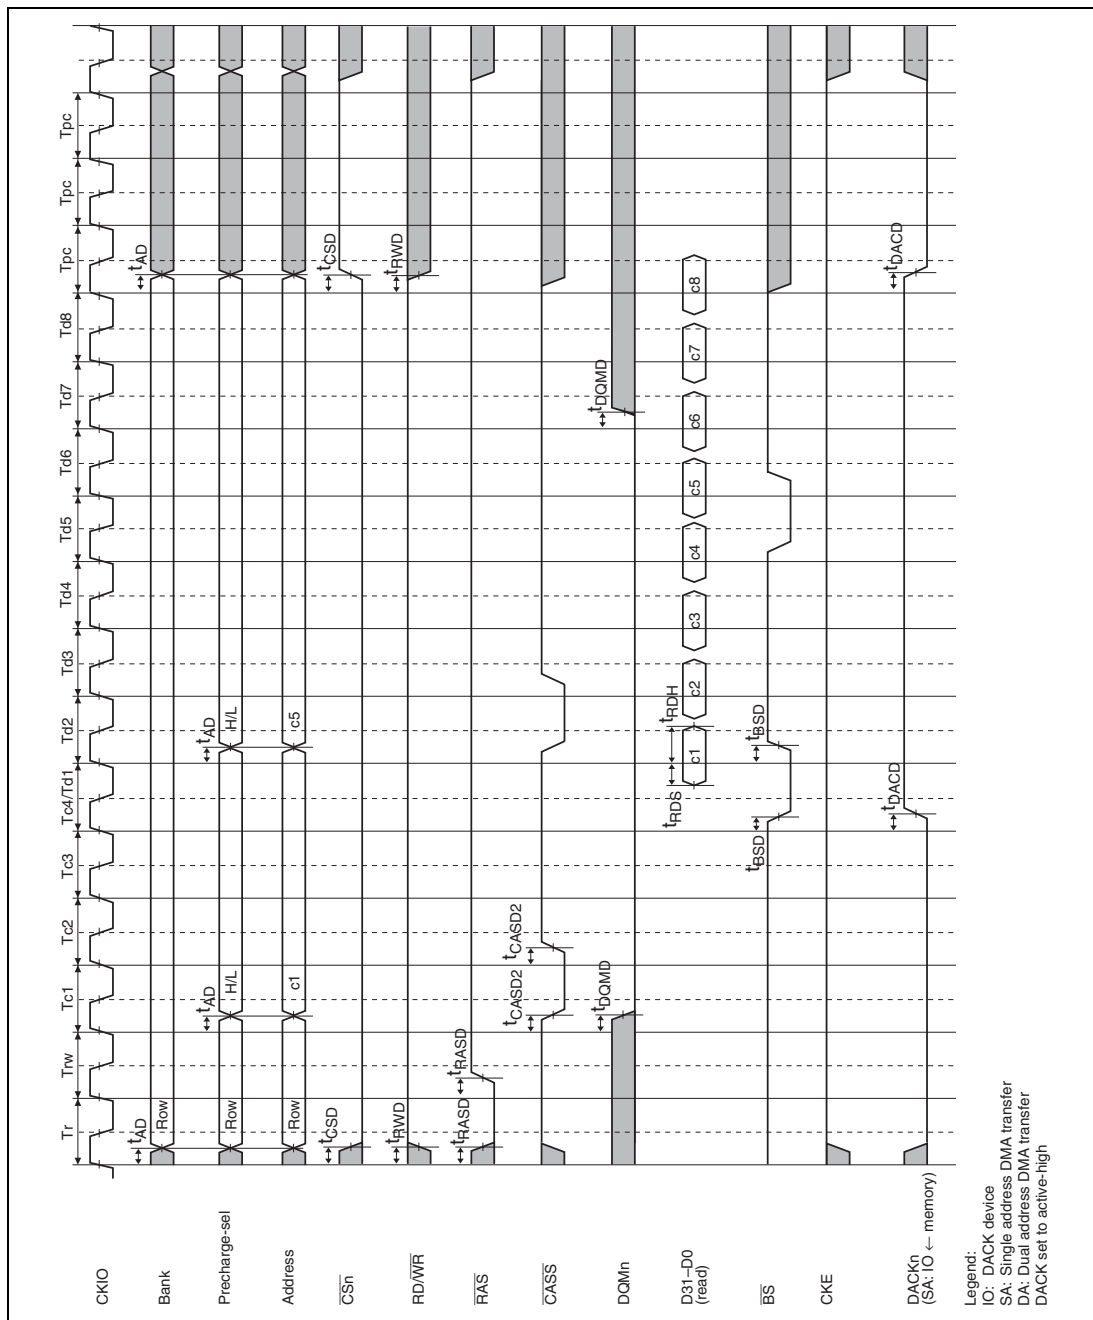 Tr
Trw
Tc1
Tc2
Tc3
Tc4/Td1
Td2
Td3
Td4
Td5
Td6
Td7
Td8
Tpc
Tpc
Tpc
CKIO
Bank
tAD
Row
tAD
Precharge-sel
Row
tAD
H/L
tAD
H/L
Address
Row
c1
c5
CSn
tCSD
tCSD
RD/WR
tRWD
tRWD
RAS
tRASD
tRASD
CASS
tCASD2
tCASD2
DQMn
tDQMD
tDQMD
D31–D0
(read)
tRDS
tRDH
c1
c2
c3
c4
c5
c6
c7
c8
BS
tBSD
tBSD
CKE
DACKn
(SA: IO ← memory)
tDACD
tDACD
Legend:
IO: DACK device
SA: Single address DMA transfer
DA: Dual address DMA transfer
DACK set to active-high